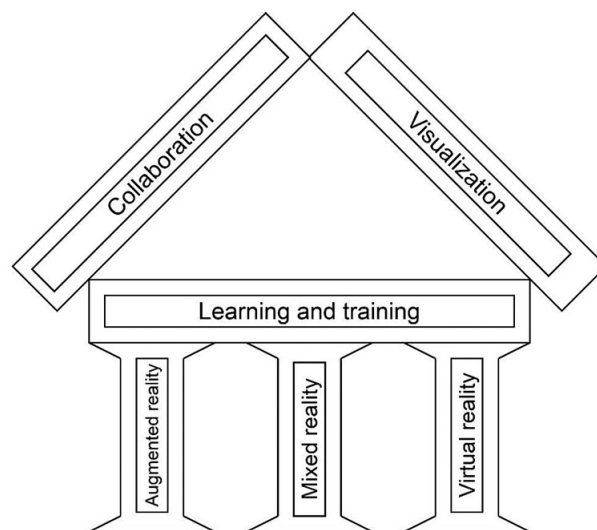 Collaboration
Visualization
Learning and training
Augmented reality
Mixed reality
Virtual reality